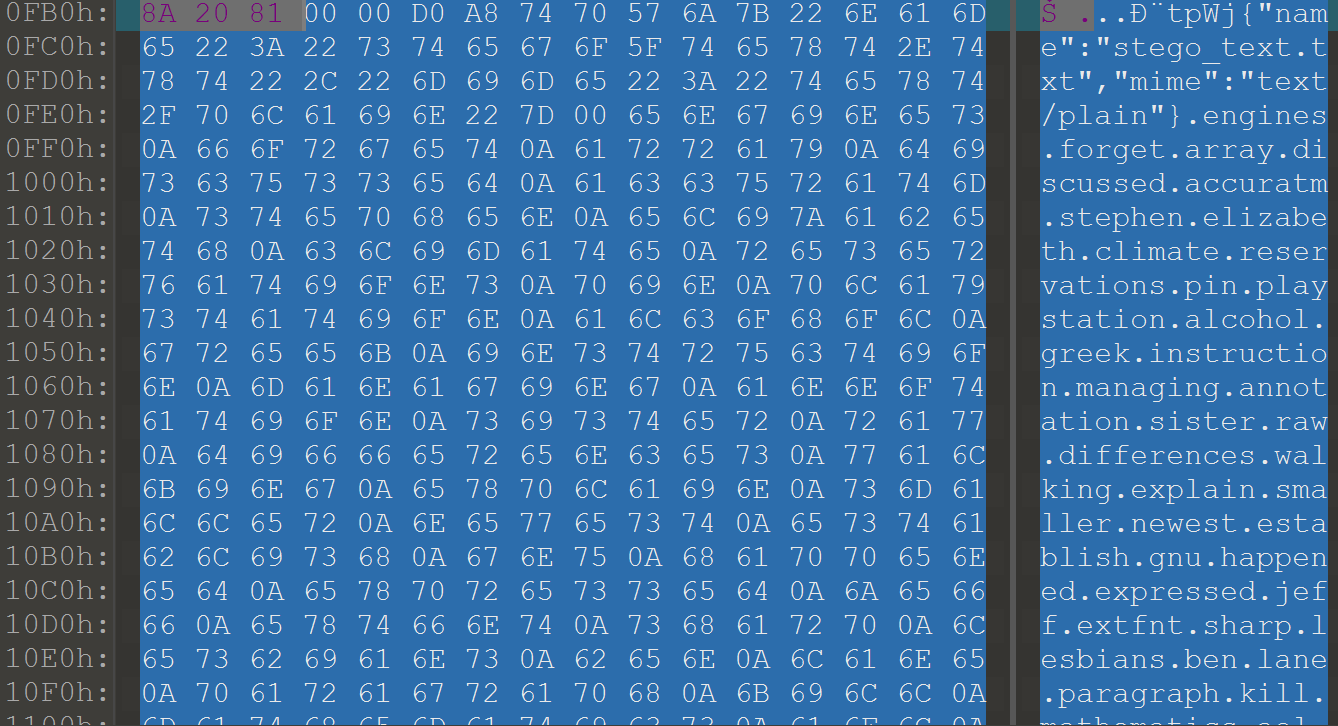 0FB0h: 8A 20 81 00 00 D0 A8 74 70 57 6A 7B 22 6E 61 6D Š ...Ð¨tpWj{"nam
0FC0h: 65 22 3A 22 73 74 65 67 6F 5F 74 65 78 74 2E 74 e":"stego_text.t
0FD0h: 78 74 22 2C 22 6D 69 6D 65 22 3A 22 74 65 78 74 xt","mime":"text
0FE0h: 2F 70 6C 61 69 6E 22 7D 00 65 6E 67 69 6E 65 73 /plain"}.engines
0FF0h: 0A 66 6F 72 67 65 74 0A 61 72 72 61 79 0A 64 69 .forget.array.di
1000h: 73 63 75 73 73 65 64 0A 61 63 63 75 72 61 74 6D scussed.accuratm
1010h: 0A 73 74 65 70 68 65 6E 0A 65 6C 69 7A 61 62 65 .stephen.elizabe
1020h: 74 68 0A 63 6C 69 6D 61 74 65 0A 72 65 73 65 72 th.climate.reser
1030h: 76 61 74 69 6F 6E 73 0A 70 69 6E 0A 70 6C 61 79 vations.pin.play
1040h: 73 74 61 74 69 6F 6E 0A 61 6C 63 6F 68 6F 6C 0A station.alcohol.
1050h: 67 72 65 65 6B 0A 69 6E 73 74 72 75 63 74 69 6F greek.instructio
1060h: 6E 0A 6D 61 6E 61 67 69 6E 67 0A 61 6E 6E 6F 74 n.managing.annot
1070h: 61 74 69 6F 6E 0A 73 69 73 74 65 72 0A 72 61 77 ation.sister.raw
1080h: 0A 64 69 66 66 65 72 65 6E 63 65 73 0A 77 61 6C .differences.wal
1090h: 6B 69 6E 67 0A 65 78 70 6C 61 69 6E 0A 73 6D 61 king.explain.sma
10A0h: 6C 6C 65 72 0A 6E 65 77 65 73 74 0A 65 73 74 61 ller.newest.esta
10B0h: 62 6C 69 73 68 0A 67 6E 75 0A 68 61 70 70 65 6E blish.gnu.happen
10C0h: 65 64 0A 65 78 70 72 65 73 73 65 64 0A 6A 65 66 ed.expressed.jef
10D0h: 66 0A 65 78 74 66 6E 74 0A 73 68 61 72 70 0A 6C f.extfnt.sharp.l
10E0h: 65 73 62 69 61 6E 73 0A 62 65 6E 0A 6C 61 6E 65 esbians.ben.lane
10F0h: 0A 70 61 72 61 67 72 61 70 68 0A 6B 69 6C 6C 0A .paragraph.kill.
1100h: 6D 61 74 68 65 6D 61 74 69 63 73 0A